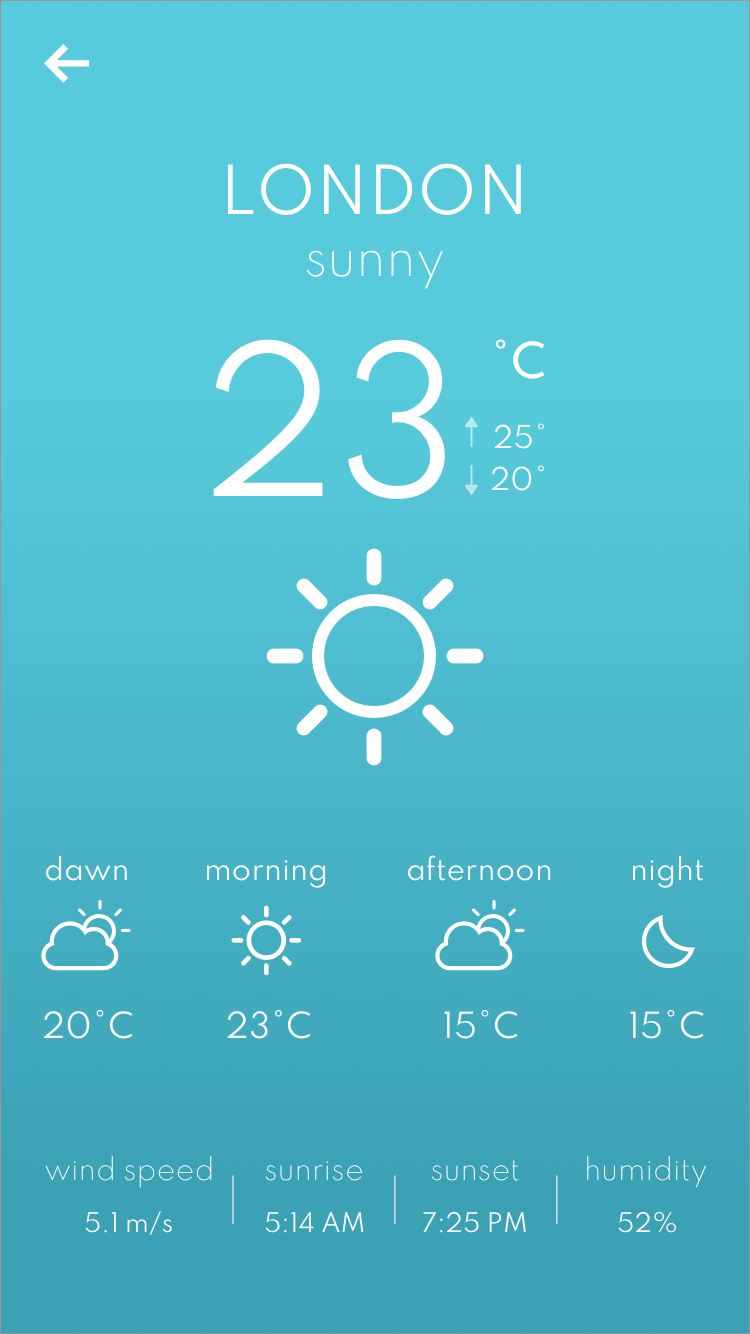 LONDON
sunny
23 °C
25°
20°
dawn morning afternoon night
20°C 23°C 15°C 15°C
wind speed sunrise sunset humidity
5.1 m/s 5:14 AM 7:25 PM 52%